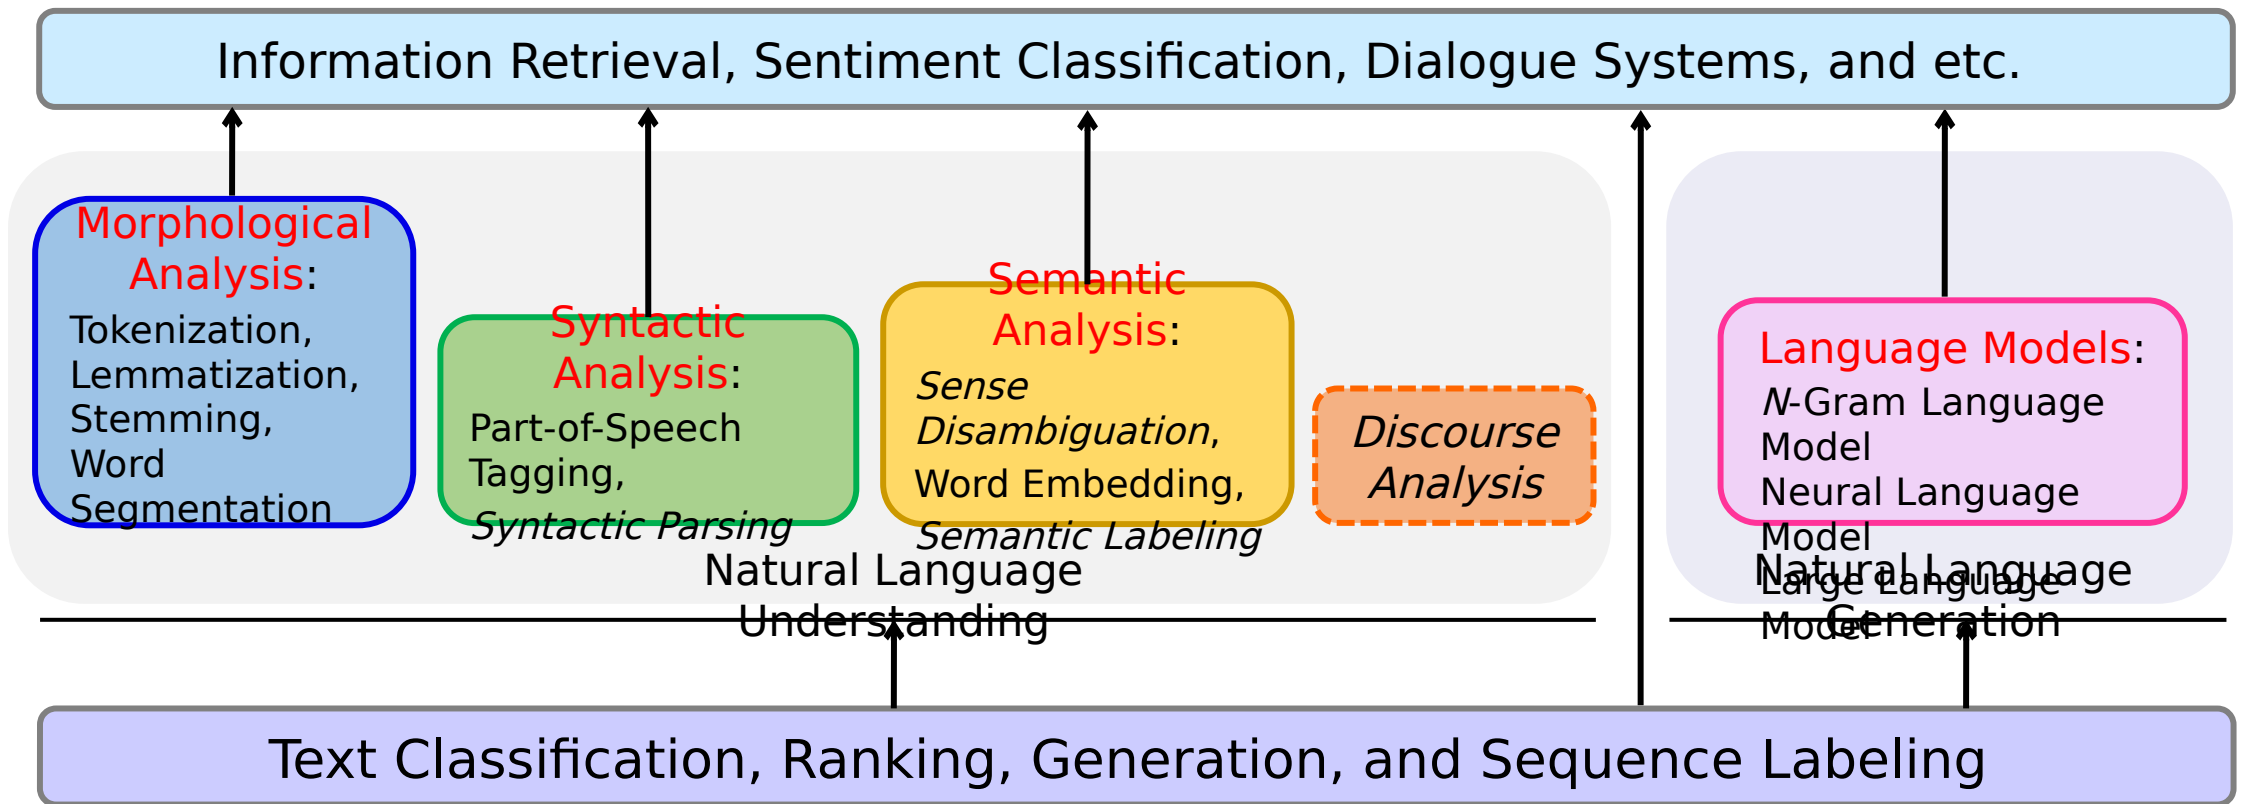 Information Retrieval, Sentiment Classification, Dialogue Systems, and etc.
Morphological
Analysis:
Tokenization,
Lemmatization,
Stemming,
Word
Segmentation
Syntactic
Analysis:
Part-of-Speech
Tagging,
Syntactic Parsing
Semantic
Analysis:
Sense
Disambiguation,
Word Embedding,
Semantic Labeling
Discourse
Analysis
Natural Language
Understanding
Language Models:
N-Gram Language
Model
Neural Language
Model
Large Language
Model
Natural Language
Generation
Text Classification, Ranking, Generation, and Sequence Labeling